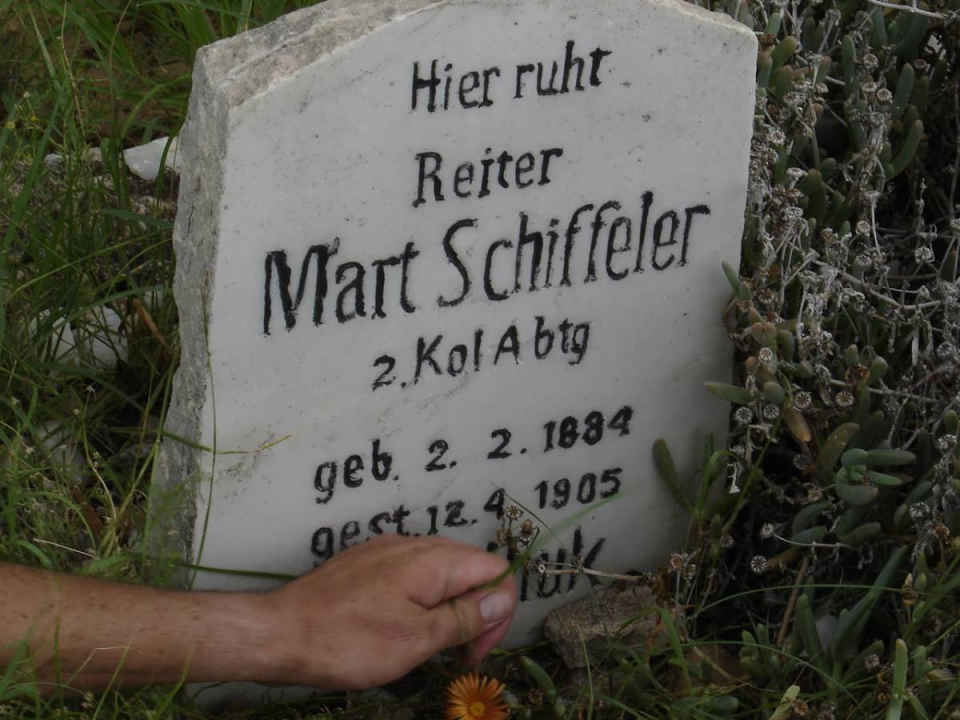 Hier ruht
Reiter
Mart Schiffeler
2. Kol Abtg
geb. 2. 2. 1884
gest. 12. 4. 1905